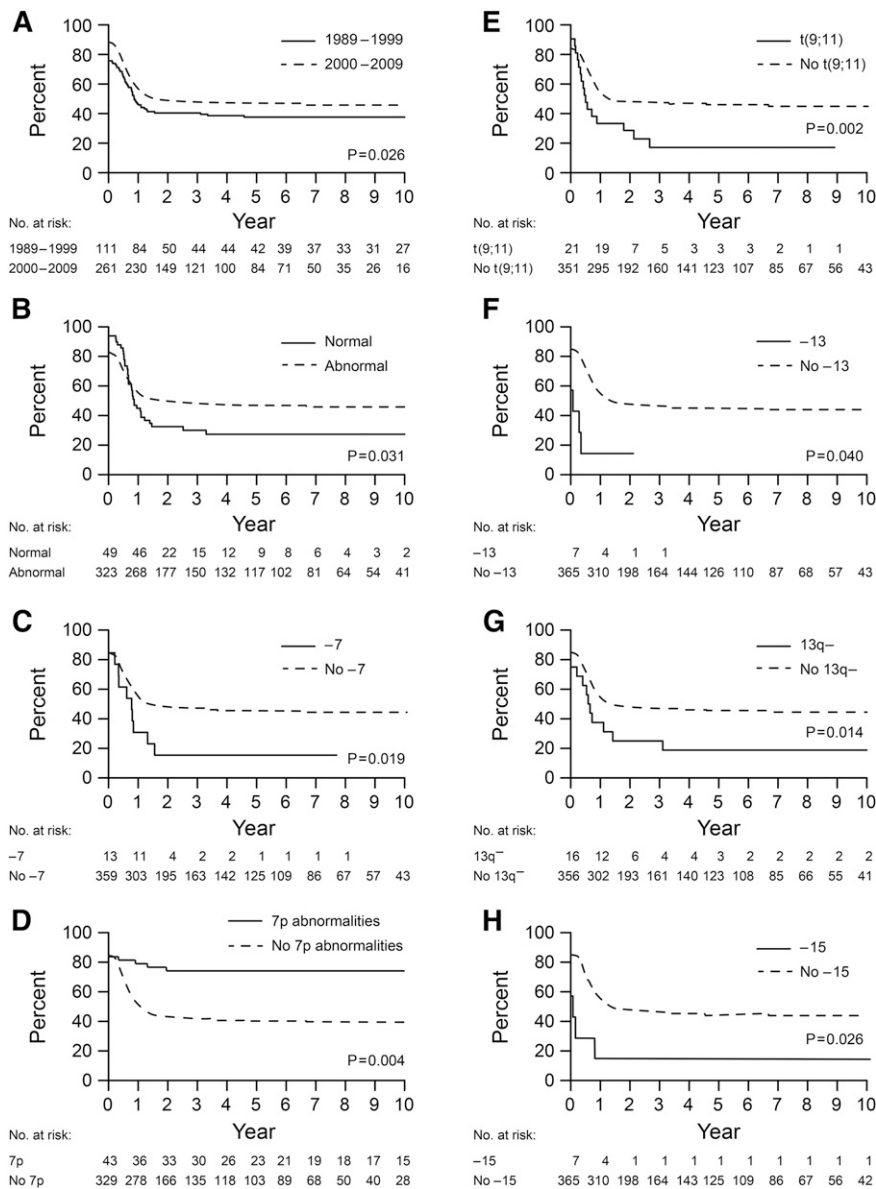 A
100
80
60
40
20
0
Percent
1989–1999
2000–2009
P=0.026
0 1 2 3 4 5 6 7 8 9 10
Year
No. at risk:
1989–1999 111 84 50 44 44 42 39 37 33 31 27
2000–2009 261 230 149 121 100 84 71 50 35 26 16
B
100
80
60
40
20
0
Percent
Normal
Abnormal
P=0.031
0 1 2 3 4 5 6 7 8 9 10
Year
No. at risk:
Normal 49 46 22 15 12 9 8 6 4 3 2
Abnormal 323 268 177 150 132 117 102 81 64 54 41
C
100
80
60
40
20
0
Percent
–7
No –7
P=0.019
0 1 2 3 4 5 6 7 8 9 10
Year
No. at risk:
–7 13 11 4 2 2 1 1 1 1
No –7 359 303 195 163 142 125 109 86 67 57 43
D
100
80
60
40
20
0
Percent
7p abnormalities
No 7p abnormalities
P=0.004
0 1 2 3 4 5 6 7 8 9 10
Year
No. at risk:
7p 43 36 33 30 26 23 21 19 18 17 15
No 7p 329 278 166 135 118 103 89 68 50 40 28
E
100
80
60
40
20
0
Percent
t(9;11)
No t(9;11)
P=0.002
0 1 2 3 4 5 6 7 8 9 10
Year
No. at risk:
t(9;11) 21 19 7 5 3 3 3 2 1 1
No t(9;11) 351 295 192 160 141 123 107 85 67 56 43
F
100
80
60
40
20
0
Percent
–13
No –13
P=0.040
0 1 2 3 4 5 6 7 8 9 10
Year
No. at risk:
–13 7 4 1 1
No –13 365 310 198 164 144 126 110 87 68 57 43
G
100
80
60
40
20
0
Percent
13q–
No 13q–
P=0.014
0 1 2 3 4 5 6 7 8 9 10
Year
No. at risk:
13q⁻ 16 12 6 4 4 3 2 2 2 2 2
No 13q⁻ 356 302 193 161 140 123 108 85 66 55 41
H
100
80
60
40
20
0
Percent
–15
No –15
P=0.026
0 1 2 3 4 5 6 7 8 9 10
Year
No. at risk:
–15 7 4 1 1 1 1 1 1 1 1 1
No –15 365 310 198 164 143 125 109 86 67 56 42